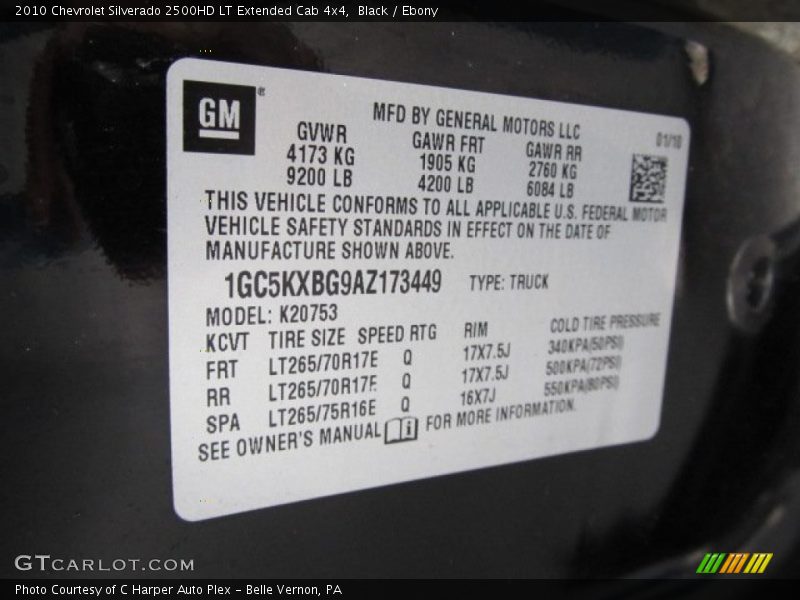 2010 Chevrolet Silverado 2500HD LT Extended Cab 4x4, Black / Ebony
GM®
MFD BY GENERAL MOTORS LLC 01/10
GVWR GAWR FRT GAWR RR
4173 KG 1905 KG 2760 KG
9200 LB 4200 LB 6084 LB
THIS VEHICLE CONFORMS TO ALL APPLICABLE U.S. FEDERAL MOTOR
VEHICLE SAFETY STANDARDS IN EFFECT ON THE DATE OF
MANUFACTURE SHOWN ABOVE.
1GC5KXBG9AZ173449 TYPE: TRUCK
MODEL: K20753
KCVT TIRE SIZE SPEED RTG RIM COLD TIRE PRESSURE
FRT LT265/70R17E Q 17X7.5J 340KPA(50PSI)
RR LT265/70R17E Q 17X7.5J 500KPA(72PSI)
SPA LT265/75R16E Q 16X7J 550KPA(80PSI)
SEE OWNER'S MANUAL FOR MORE INFORMATION.
GTCARLOT.COM
Photo Courtesy of C Harper Auto Plex - Belle Vernon, PA